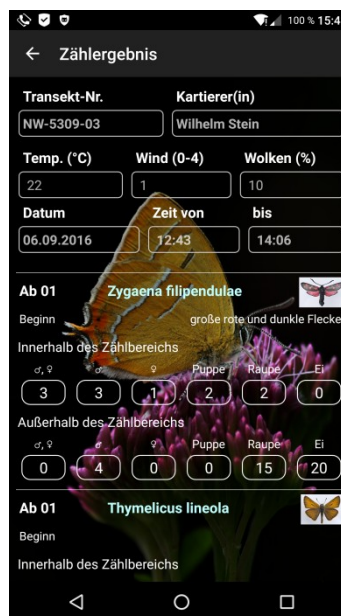 100 % 15:4
Zählergebnis
Transekt-Nr. Kartierer(in)
NW-5309-03 Wilhelm Stein
Temp. (°C) Wind (0-4) Wolken (%)
22 1 10
Datum Zeit von bis
06.09.2016 12:43 14:06
Ab 01 Zygaena filipendulae
Beginn große rote und dunkle Flecke
Innerhalb des Zählbereichs
♂, ♀ ♂ ♀ Puppe Raupe Ei
3 3 1 2 2 0
Außerhalb des Zählbereichs
♂, ♀ ♂ ♀ Puppe Raupe Ei
0 4 0 0 15 20
Ab 01 Thymelicus lineola
Beginn
Innerhalb des Zählbereichs